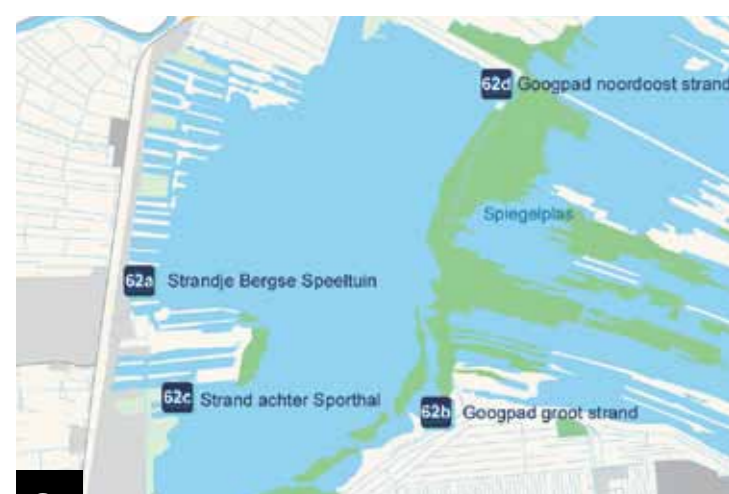 62d Googpad noordoost strand
Spiegelplas
62a Strandje Bergse Speeltuin
62c Strand achter Sporthal
62b Googpad groot strand